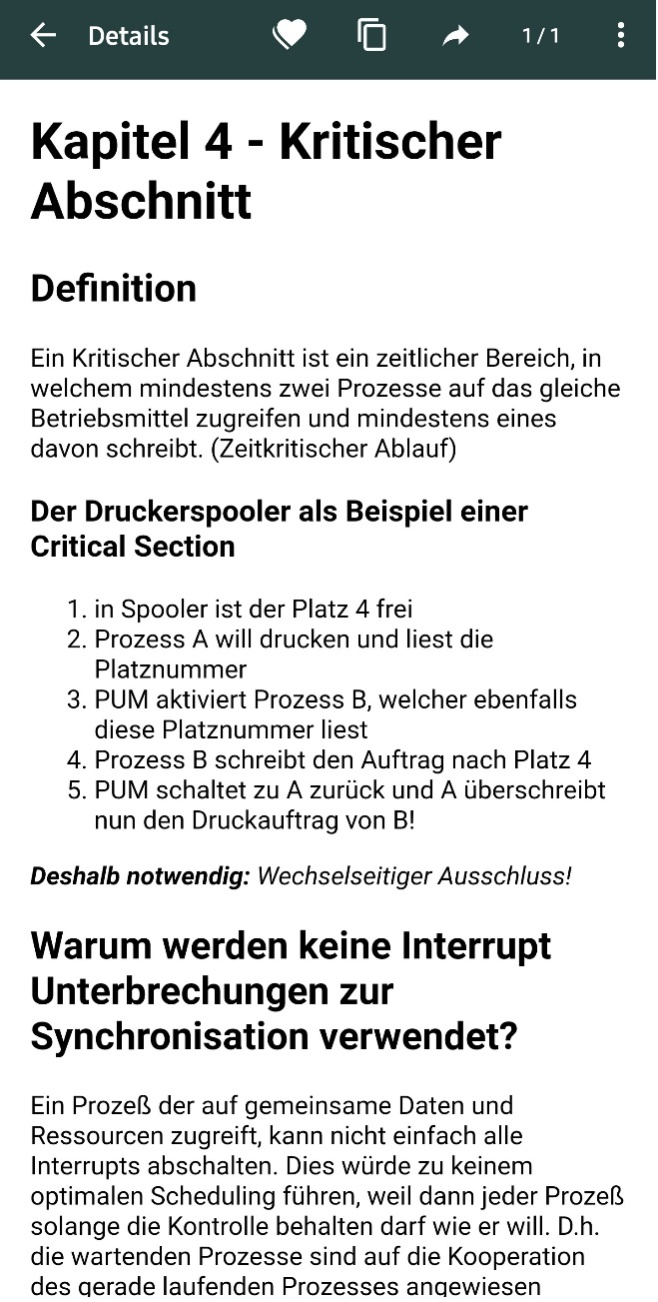 Details
1 / 1
Kapitel 4 - Kritischer
Abschnitt
Definition
Ein Kritischer Abschnitt ist ein zeitlicher Bereich, in
welchem mindestens zwei Prozesse auf das gleiche
Betriebsmittel zugreifen und mindestens eines
davon schreibt. (Zeitkritischer Ablauf)
Der Druckerspooler als Beispiel einer
Critical Section
1. in Spooler ist der Platz 4 frei
2. Prozess A will drucken und liest die
Platznummer
3. PUM aktiviert Prozess B, welcher ebenfalls
diese Platznummer liest
4. Prozess B schreibt den Auftrag nach Platz 4
5. PUM schaltet zu A zurück und A überschreibt
nun den Druckauftrag von B!
Deshalb notwendig: Wechselseitiger Ausschluss!
Warum werden keine Interrupt
Unterbrechungen zur
Synchronisation verwendet?
Ein Prozeß der auf gemeinsame Daten und
Ressourcen zugreift, kann nicht einfach alle
Interrupts abschalten. Dies würde zu keinem
optimalen Scheduling führen, weil dann jeder Prozeß
solange die Kontrolle behalten darf wie er will. D.h.
die wartenden Prozesse sind auf die Kooperation
des gerade laufenden Prozesses angewiesen